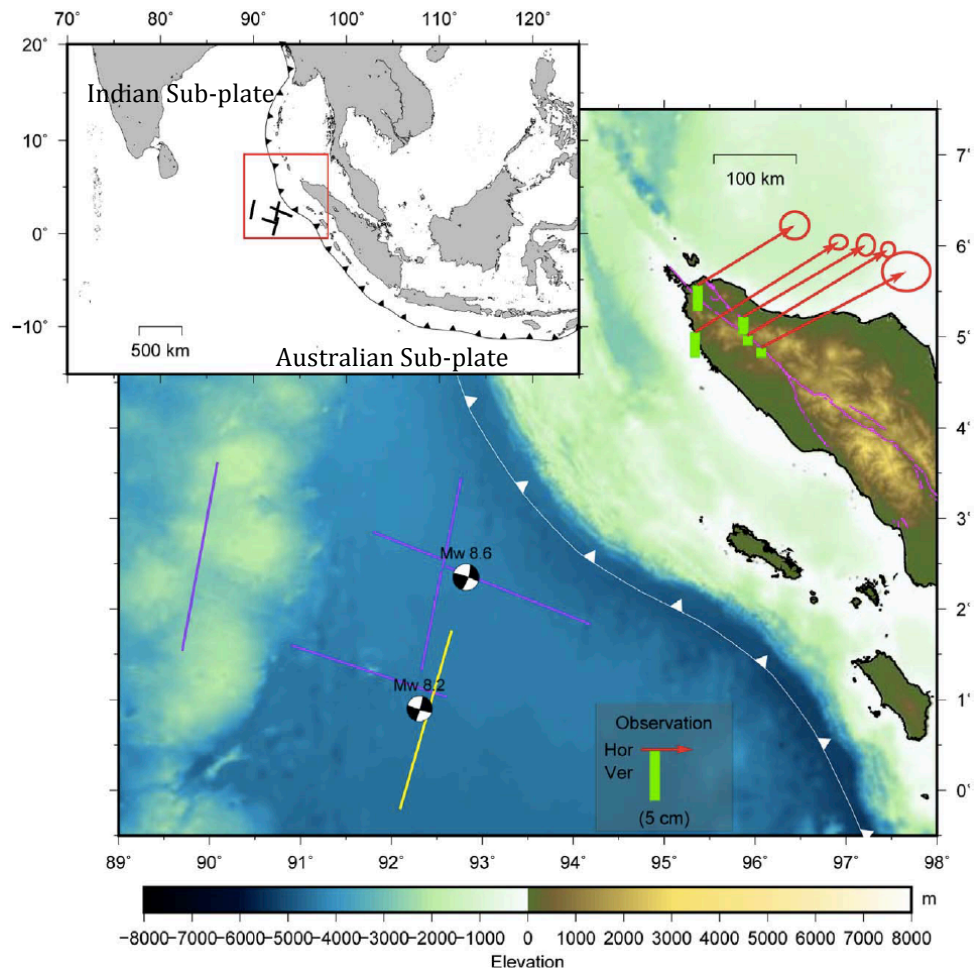 70° 80° 90° 100° 110° 120°
20°
10°
0°
−10°
Indian Sub-plate
500 km
Australian Sub-plate
100 km
7°
6°
5°
4°
3°
2°
1°
0°
Mw 8.6
Mw 8.2
Observation
Hor
Ver
(5 cm)
89° 90° 91° 92° 93° 94° 95° 96° 97° 98°
m
−8000 −7000 −6000 −5000 −4000 −3000 −2000 −1000 0 1000 2000 3000 4000 5000 6000 7000 8000
Elevation